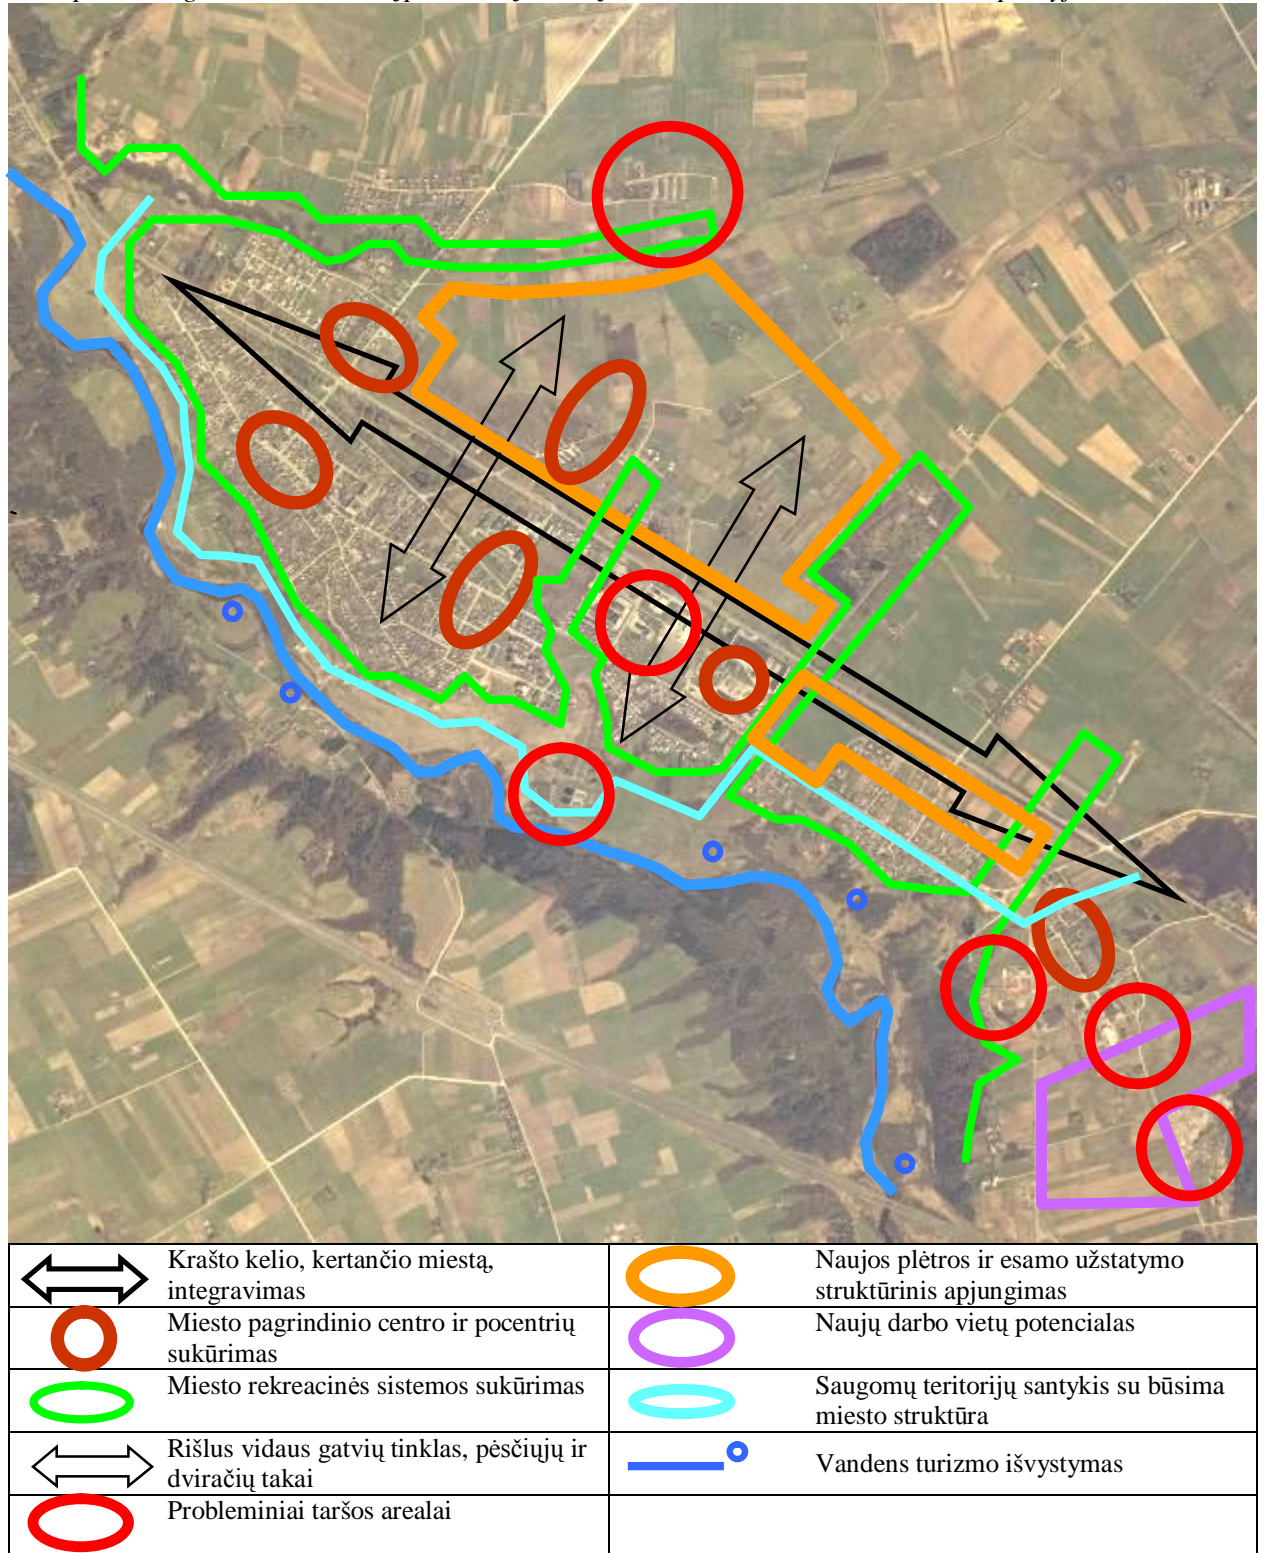 Krašto kelio, kertančio miestą,
integravimas
Naujos plėtros ir esamo užstatymo
struktūrinis apjungimas
Miesto pagrindinio centro ir pocentrių
sukūrimas
Naujų darbo vietų potencialas
Miesto rekreacinės sistemos sukūrimas
Saugomų teritorijų santykis su būsima
miesto struktūra
Rišlus vidaus gatvių tinklas, pėsčiųjų ir
dviračių takai
Vandens turizmo išvystymas
Probleminiai taršos arealai